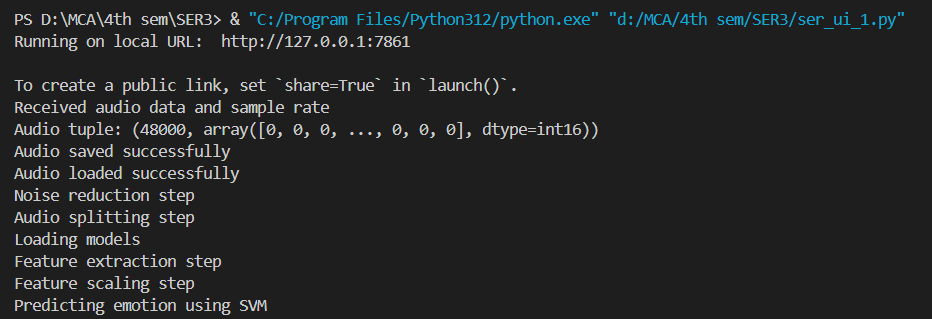 PS D:\MCA\4th sem\SER3> & "C:/Program Files/Python312/python.exe" "d:/MCA/4th sem/SER3/ser_ui_1.py"
Running on local URL:  http://127.0.0.1:7861
To create a public link, set `share=True` in `launch()`.
Received audio data and sample rate
Audio tuple: (48000, array([0, 0, 0, ..., 0, 0, 0], dtype=int16))
Audio saved successfully
Audio loaded successfully
Noise reduction step
Audio splitting step
Loading models
Feature extraction step
Feature scaling step
Predicting emotion using SVM